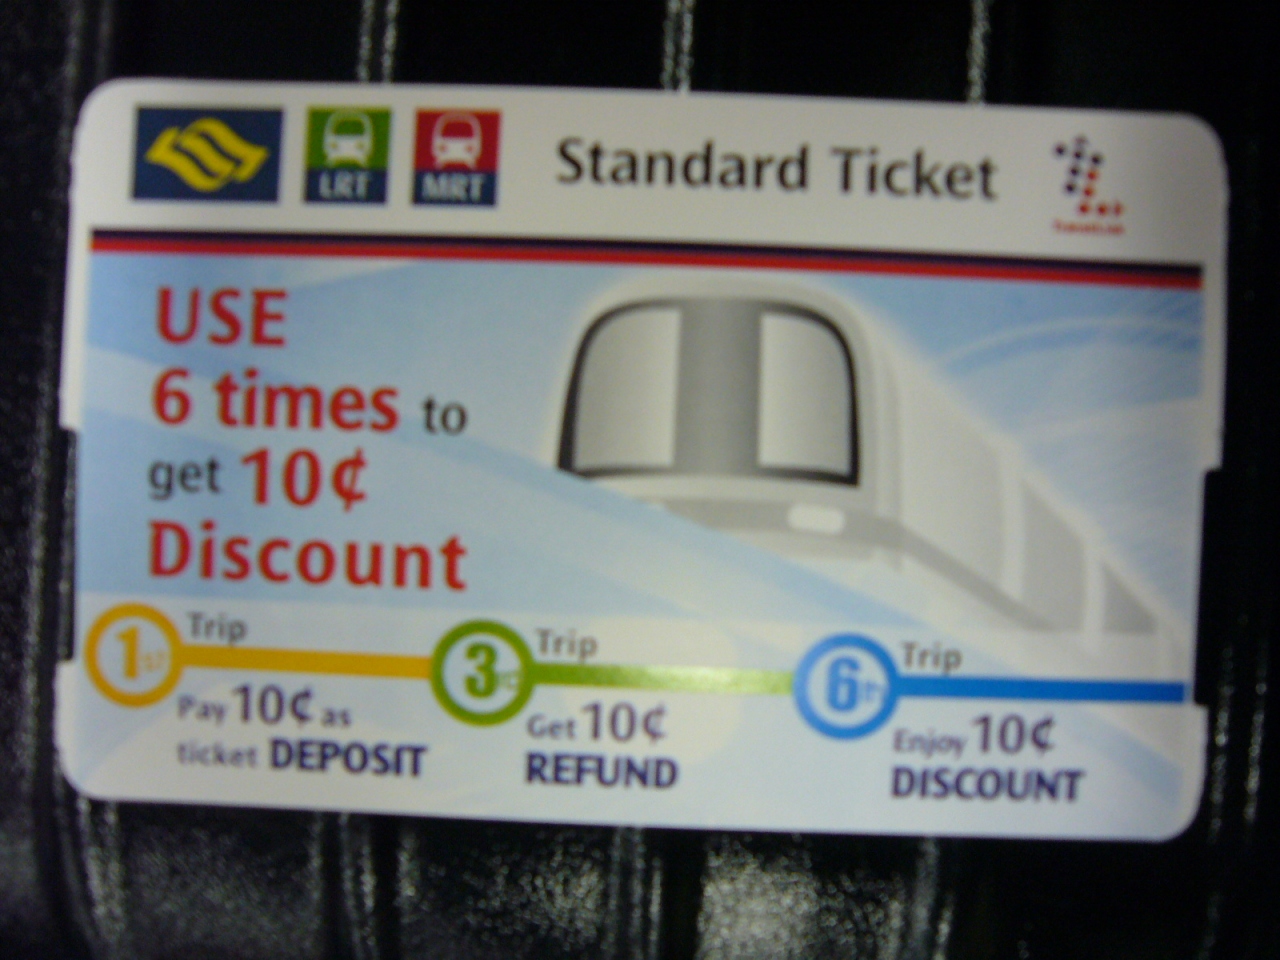 LRT
MRT
Standard Ticket
TransitLink
USE
6 times to
get 10¢
Discount
1st Trip
Pay 10¢ as
ticket DEPOSIT
3rd Trip
Get 10¢
REFUND
6th Trip
Enjoy 10¢
DISCOUNT